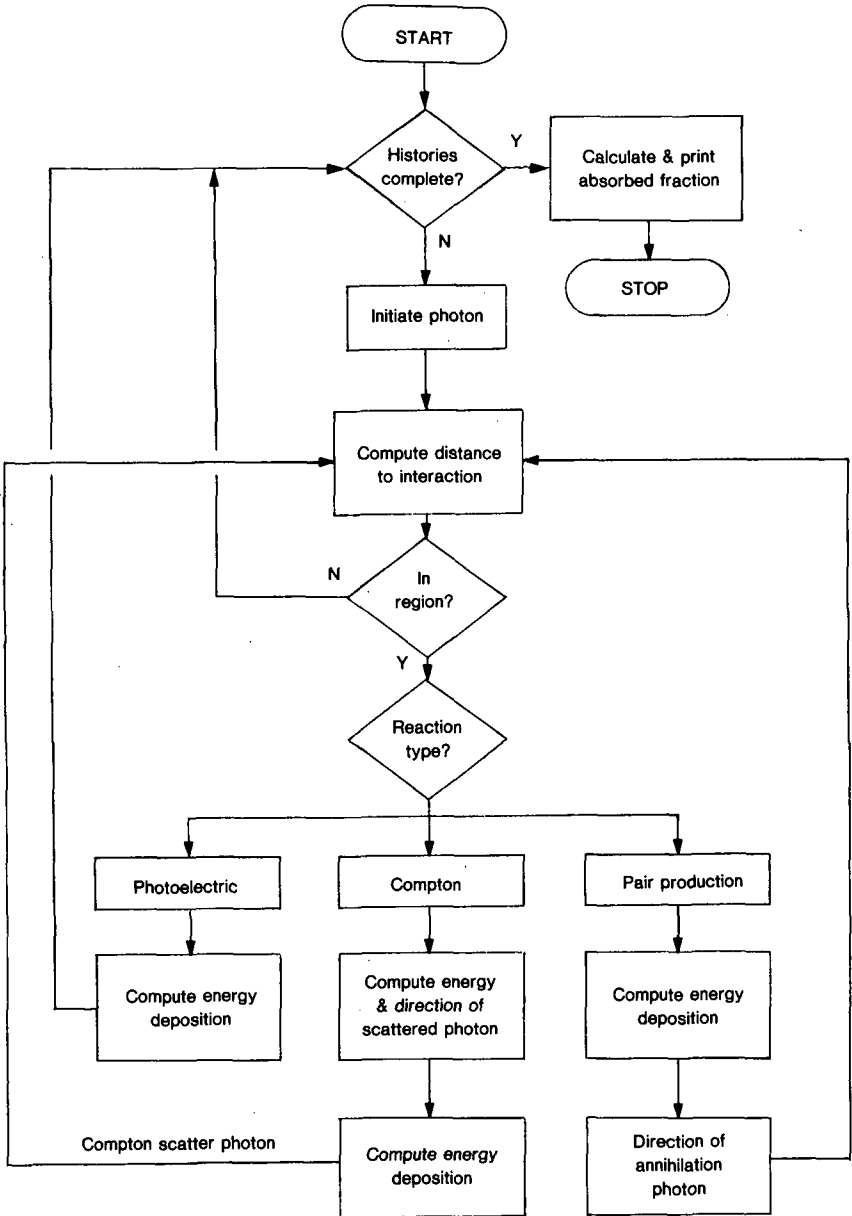 START
Histories
complete?
Y
Calculate & print
absorbed fraction
N
STOP
Initiate photon
Compute distance
to interaction
N
In
region?
Y
Reaction
type?
Photoelectric
Compton
Pair production
Compute energy
deposition
Compute energy
& direction of
scattered photon
Compute energy
deposition
Compton scatter photon
Compute energy
deposition
Direction of
annihilation
photon